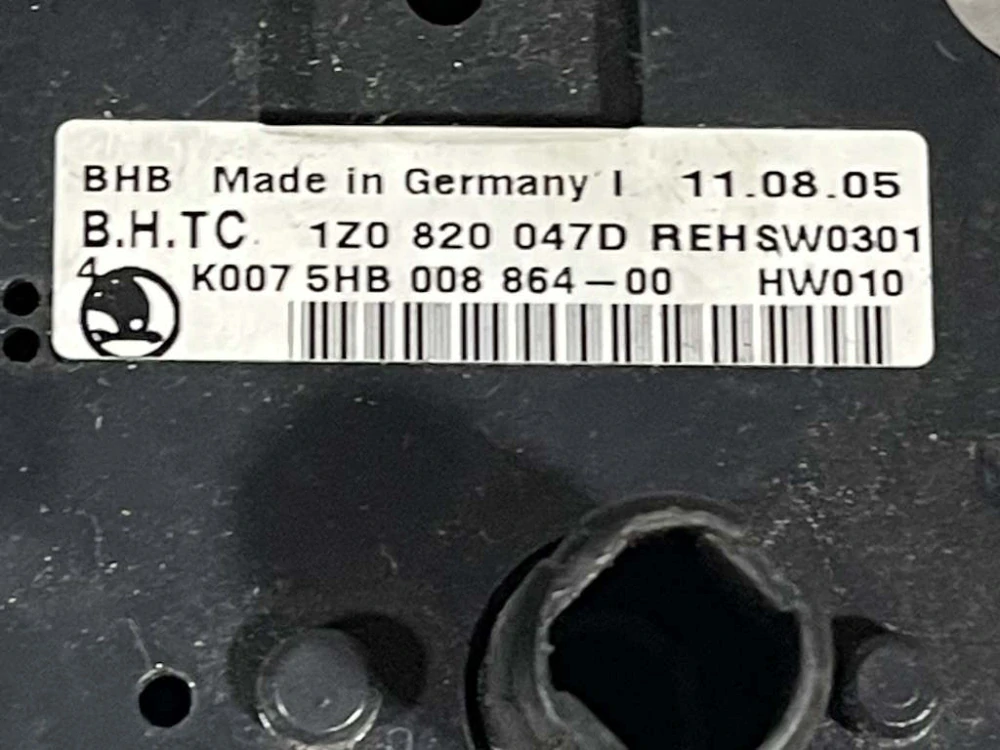 BHB Made in Germany I 11.08.05
B.H.TC. 1Z0 820 047D REH SW0301
4 K007 5HB 008 864-00 HW010